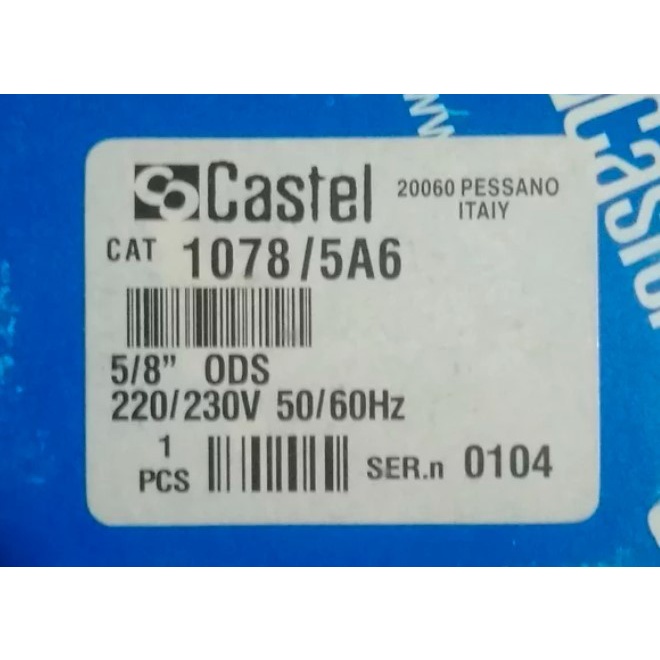 Castel
20060 PESSANO
ITAIY
CAT 1078/5A6
5/8” ODS
220/230V 50/60Hz
1
PCS
SER.n 0104